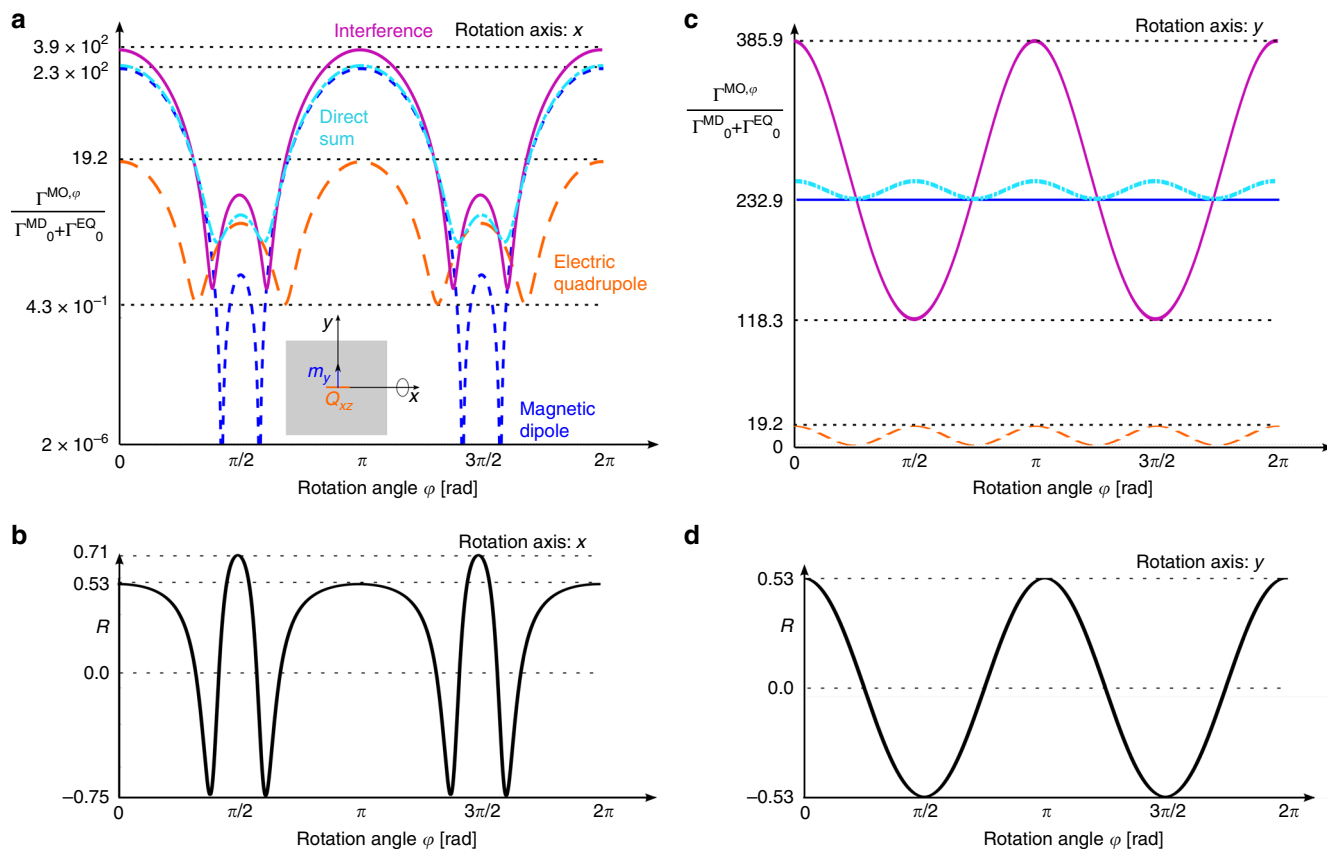 a
Interference
Rotation axis: x
3.9 × 10²
2.3 × 10²
Direct
sum
19.2
Γ^MO,φ
Γ^MD_0+Γ^EQ_0
Electric
quadrupole
4.3 × 10⁻¹
y
m_y
Q_xz
x
Magnetic
dipole
2 × 10⁻⁶
0 π/2 π 3π/2 2π
Rotation angle φ [rad]
b
Rotation axis: x
0.71
0.53
R
0.0
–0.75
0 π/2 π 3π/2 2π
Rotation angle φ [rad]
c
Rotation axis: y
385.9
Γ^MO,φ
Γ^MD_0+Γ^EQ_0
232.9
118.3
19.2
0
0 π/2 π 3π/2 2π
Rotation angle φ [rad]
d
Rotation axis: y
0.53
R
0.0
–0.53
0 π/2 π 3π/2 2π
Rotation angle φ [rad]